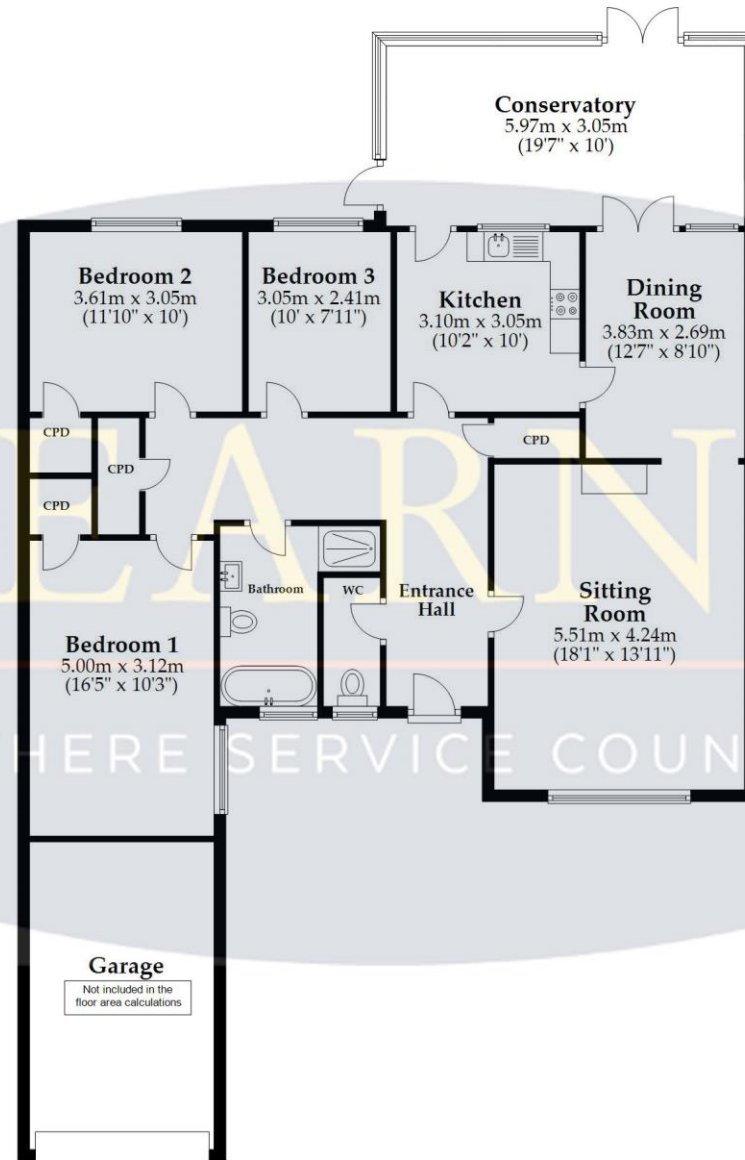 Conservatory
5.97m x 3.05m
(19'7" x 10')
Bedroom 2
3.61m x 3.05m
(11'10" x 10')
Bedroom 3
3.05m x 2.41m
(10' x 7'11")
Kitchen
3.10m x 3.05m
(10'2" x 10')
Dining
Room
3.83m x 2.69m
(12'7" x 8'10")
CPD
CPD
CPD
CPD
EARN
Bathroom
WC
Entrance
Hall
Sitting
Room
5.51m x 4.24m
(18'1" x 13'11")
Bedroom 1
5.00m x 3.12m
(16'5" x 10'3")
HERE SERVICE COUN
Garage
Not included in the
floor area calculations